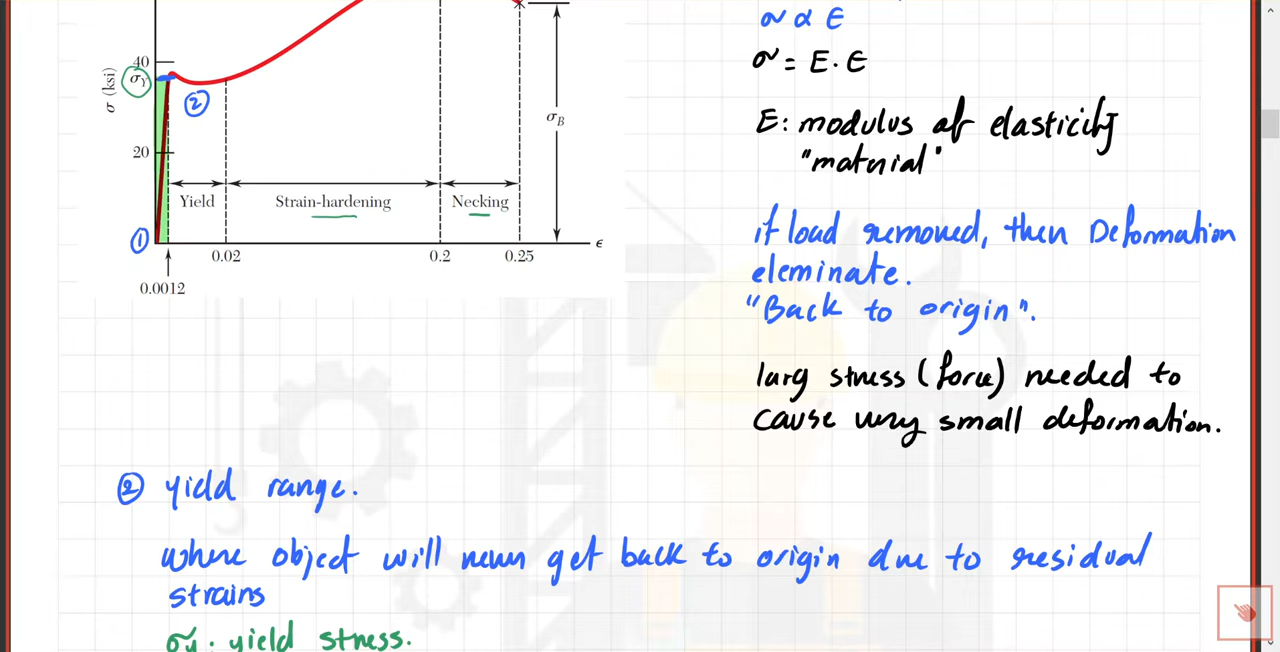 40
σY
σ (ksi)
②
σB
20
Yield
Strain-hardening
Necking
①
ϵ
0.02
0.2
0.25
0.0012
σ α ϵ
σ = E . ϵ
E: modulus of elasticity
"material"
if load removed, then Deformation
eleminate.
"Back to origin".
larg stress (force) needed to
cause very small deformation.
② yield range.
where object will never get back to origin due to residual
strains
σy: yield stress.